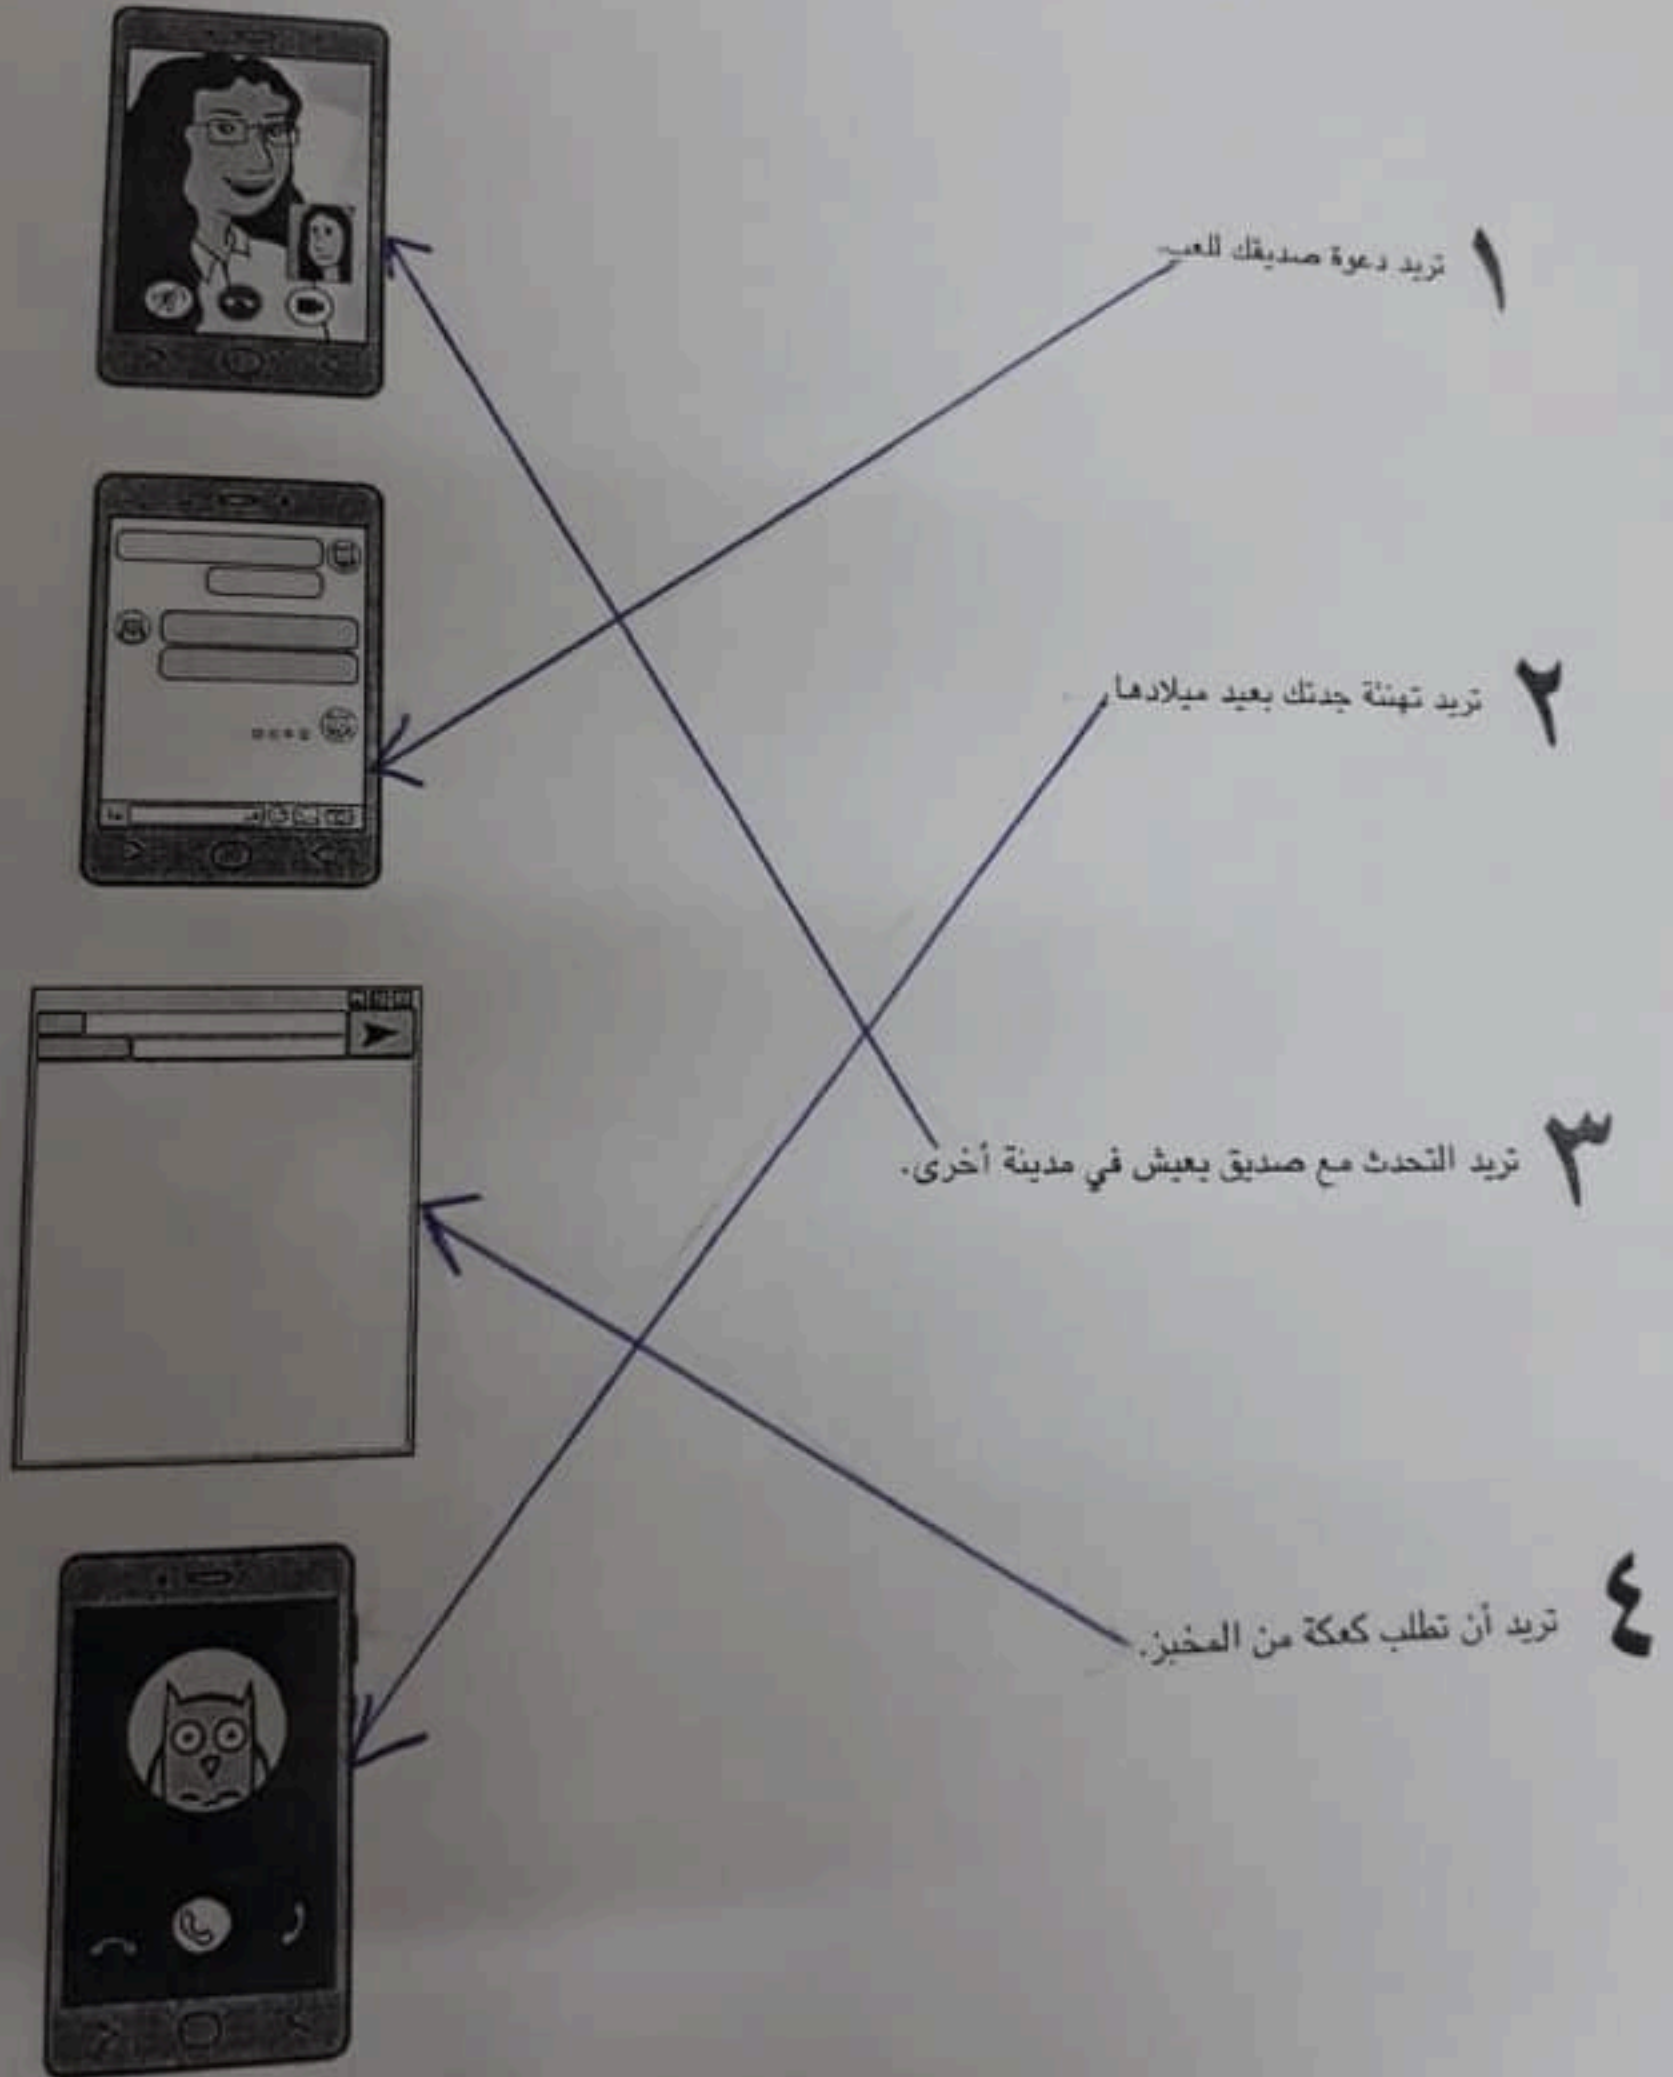 ١ تريد دعوة صديقك للعب.
٢ تريد تهنئة جدتك بعيد ميلادها
٣ تريد التحدث مع صديق يعيش في مدينة أخرى.
٤ تريد أن تطلب كعكة من المخبز.